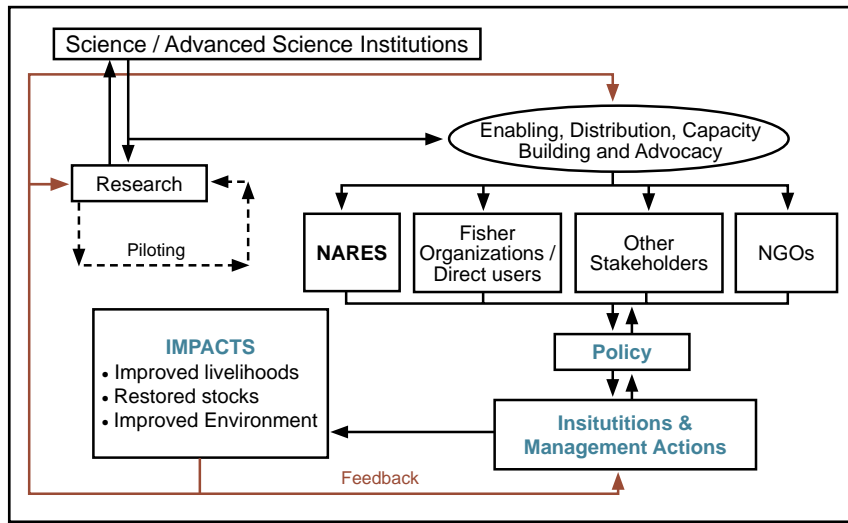 Science / Advanced Science Institutions
Enabling, Distribution, Capacity
Building and Advocacy
Research
Piloting
NARES
Fisher
Organizations /
Direct users
Other
Stakeholders
NGOs
Policy
IMPACTS
• Improved livelihoods
• Restored stocks
• Improved Environment
Insitutitions &
Management Actions
Feedback